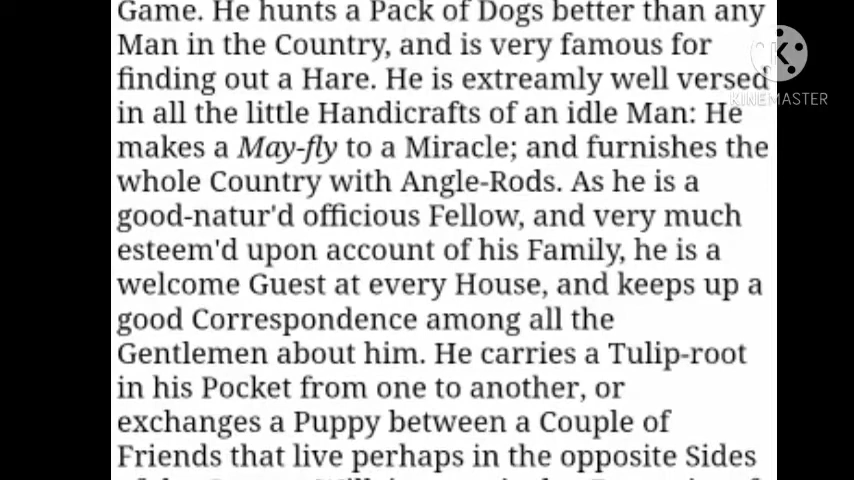 Game. He hunts a Pack of Dogs better than any
Man in the Country, and is very famous for
finding out a Hare. He is extreamly well versed
in all the little Handicrafts of an idle Man: He
makes a May-fly to a Miracle; and furnishes the
whole Country with Angle-Rods. As he is a
good-natur'd officious Fellow, and very much
esteem'd upon account of his Family, he is a
welcome Guest at every House, and keeps up a
good Correspondence among all the
Gentlemen about him. He carries a Tulip-root
in his Pocket from one to another, or
exchanges a Puppy between a Couple of
Friends that live perhaps in the opposite Sides
KINEMASTER